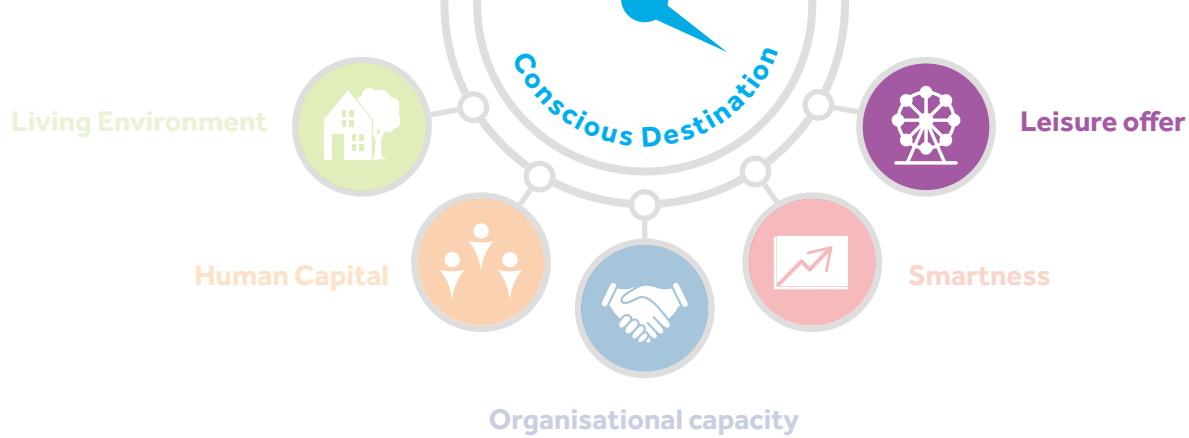 Conscious Destination
Living Environment
Leisure offer
Human Capital
Smartness
Organisational capacity